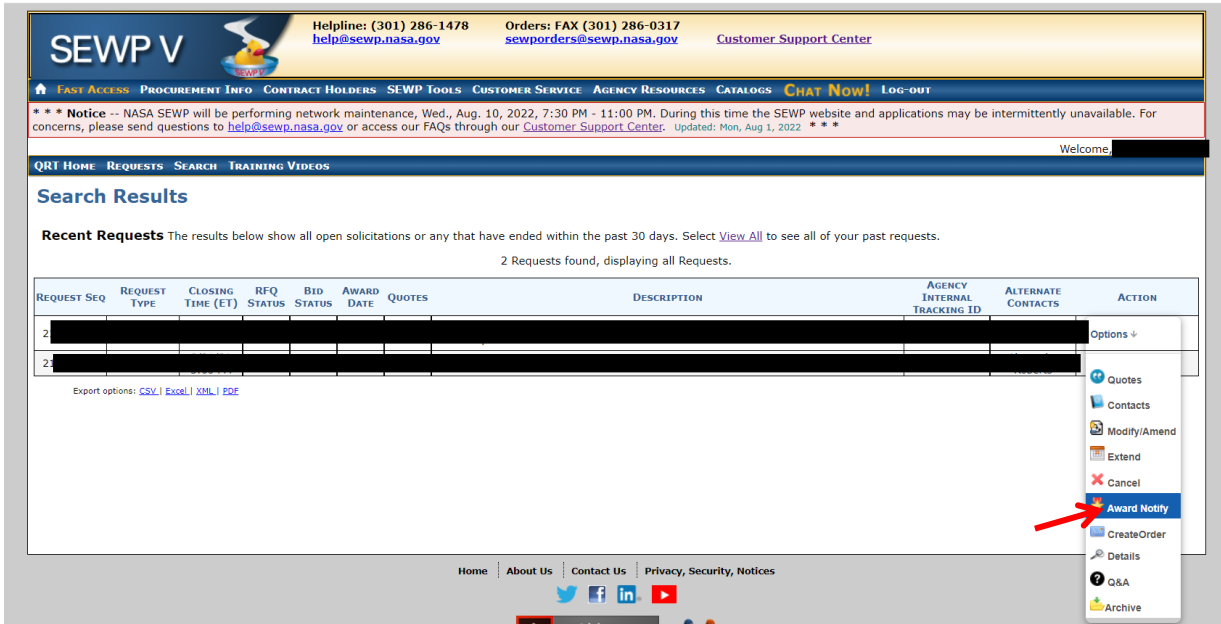 SEWP V
SEWP V
Helpline: (301) 286-1478
help@sewp.nasa.gov
Orders: FAX (301) 286-0317
sewporders@sewp.nasa.gov
Customer Support Center
FAST ACCESS PROCUREMENT INFO CONTRACT HOLDERS SEWP TOOLS CUSTOMER SERVICE AGENCY RESOURCES CATALOGS CHAT NOW! LOG-OUT
* * * Notice -- NASA SEWP will be performing network maintenance, Wed., Aug. 10, 2022, 7:30 PM - 11:00 PM. During this time the SEWP website and applications may be intermittently unavailable. For
concerns, please send questions to help@sewp.nasa.gov or access our FAQs through our Customer Support Center. Updated: Mon, Aug 1, 2022 * * *
Welcome,
QRT HOME REQUESTS SEARCH TRAINING VIDEOS
Search Results
Recent Requests The results below show all open solicitations or any that have ended within the past 30 days. Select View All to see all of your past requests.
2 Requests found, displaying all Requests.
REQUEST SEQ
REQUEST
TYPE
CLOSING
TIME (ET)
RFQ
STATUS
BID
STATUS
AWARD
DATE
QUOTES
DESCRIPTION
AGENCY
INTERNAL
TRACKING ID
ALTERNATE
CONTACTS
ACTION
2
Options ↓
21
Export options: CSV | Excel | XML | PDF
Quotes
Contacts
Modify/Amend
Extend
Cancel
Award Notify
CreateOrder
Details
Q&A
Archive
Home About Us Contact Us Privacy, Security, Notices